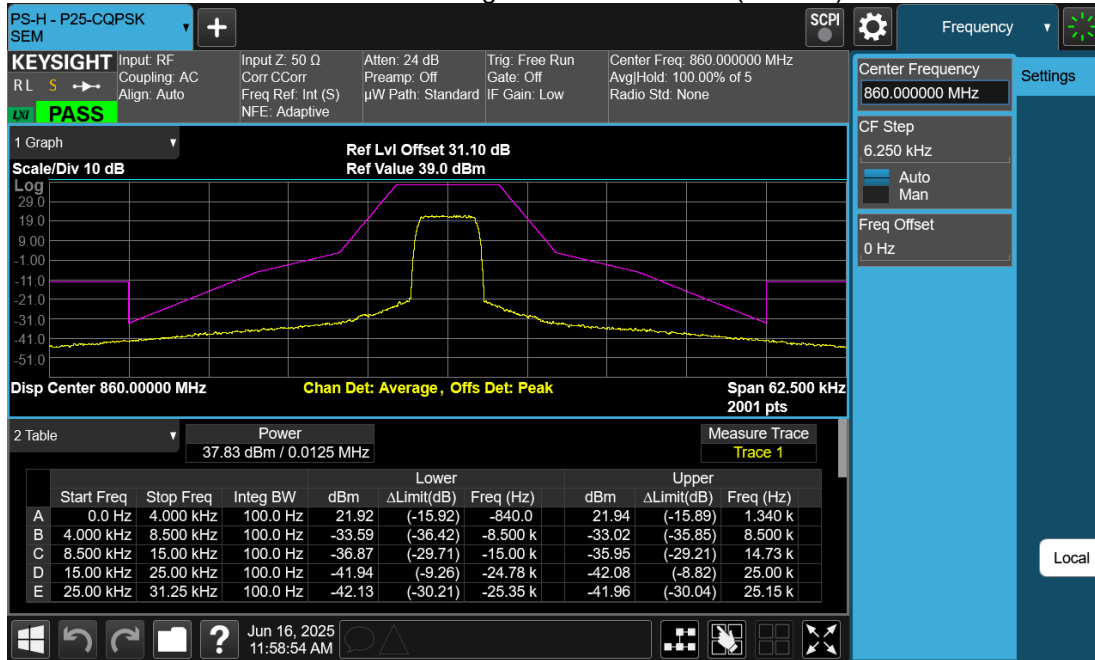 PS-H - P25-CQPSK
SEM
SCPI
Frequency
KEYSIGHT
R L S
LXI PASS
Input: RF
Coupling: AC
Align: Auto
Input Z: 50 Ω
Corr CCorr
Freq Ref: Int (S)
NFE: Adaptive
Atten: 24 dB
Preamp: Off
µW Path: Standard
Trig: Free Run
Gate: Off
IF Gain: Low
Center Freq: 860.000000 MHz
Avg|Hold: 100.00% of 5
Radio Std: None
Center Frequency
860.000000 MHz
Settings
CF Step
6.250 kHz
Auto
Man
Freq Offset
0 Hz
1 Graph
Ref Lvl Offset 31.10 dB
Scale/Div 10 dB
Ref Value 39.0 dBm
Log
29.0
19.0
9.00
-1.00
-11.0
-21.0
-31.0
-41.0
-51.0
Disp Center 860.00000 MHz
Chan Det: Average, Offs Det: Peak
Span 62.500 kHz
2001 pts
2 Table
Power
37.83 dBm / 0.0125 MHz
Measure Trace
Trace 1
Lower Upper
Start Freq Stop Freq Integ BW dBm ΔLimit(dB) Freq (Hz) dBm ΔLimit(dB) Freq (Hz)
A 0.0 Hz 4.000 kHz 100.0 Hz 21.92 (-15.92) -840.0 21.94 (-15.89) 1.340 k
B 4.000 kHz 8.500 kHz 100.0 Hz -33.59 (-36.42) -8.500 k -33.02 (-35.85) 8.500 k
C 8.500 kHz 15.00 kHz 100.0 Hz -36.87 (-29.71) -15.00 k -35.95 (-29.21) 14.73 k
D 15.00 kHz 25.00 kHz 100.0 Hz -41.94 (-9.26) -24.78 k -42.08 (-8.82) 25.00 k
E 25.00 kHz 31.25 kHz 100.0 Hz -42.13 (-30.21) -25.35 k -41.96 (-30.04) 25.15 k
Local
?
Jun 16, 2025
11:58:54 AM